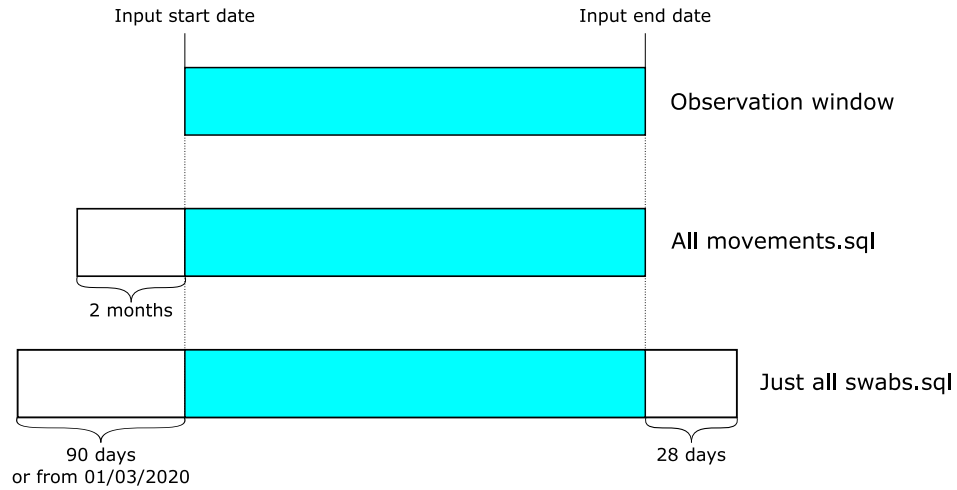 Input start date
Input end date
Observation window
All movements.sql
2 months
Just all swabs.sql
90 days
or from 01/03/2020
28 days